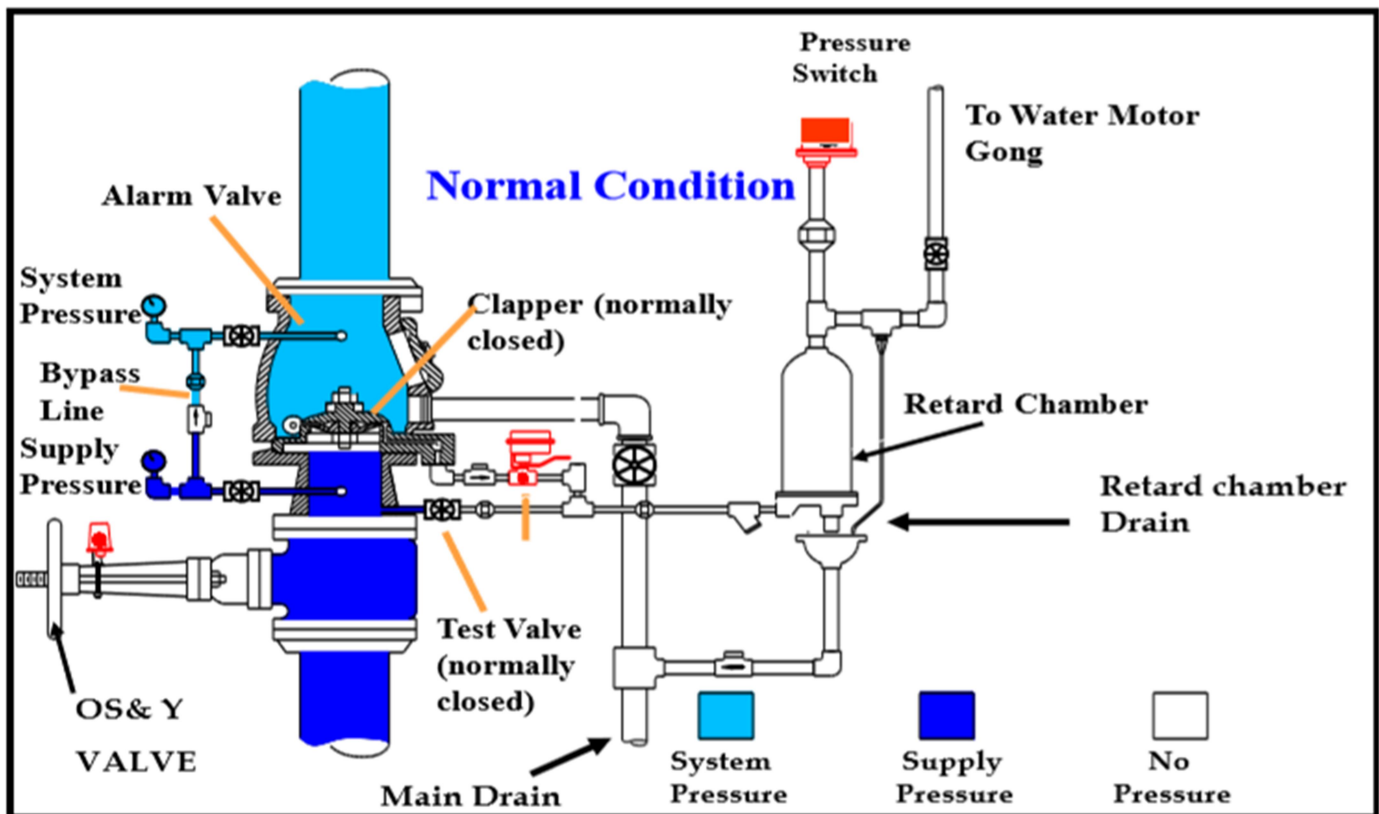 Pressure
Switch
To Water Motor
Gong
Normal Condition
Alarm Valve
System
Pressure
Clapper (normally
closed)
Bypass
Line
Supply
Pressure
Retard Chamber
Retard chamber
Drain
Test Valve
(normally
closed)
OS& Y
VALVE
Main Drain
System
Pressure
Supply
Pressure
No
Pressure